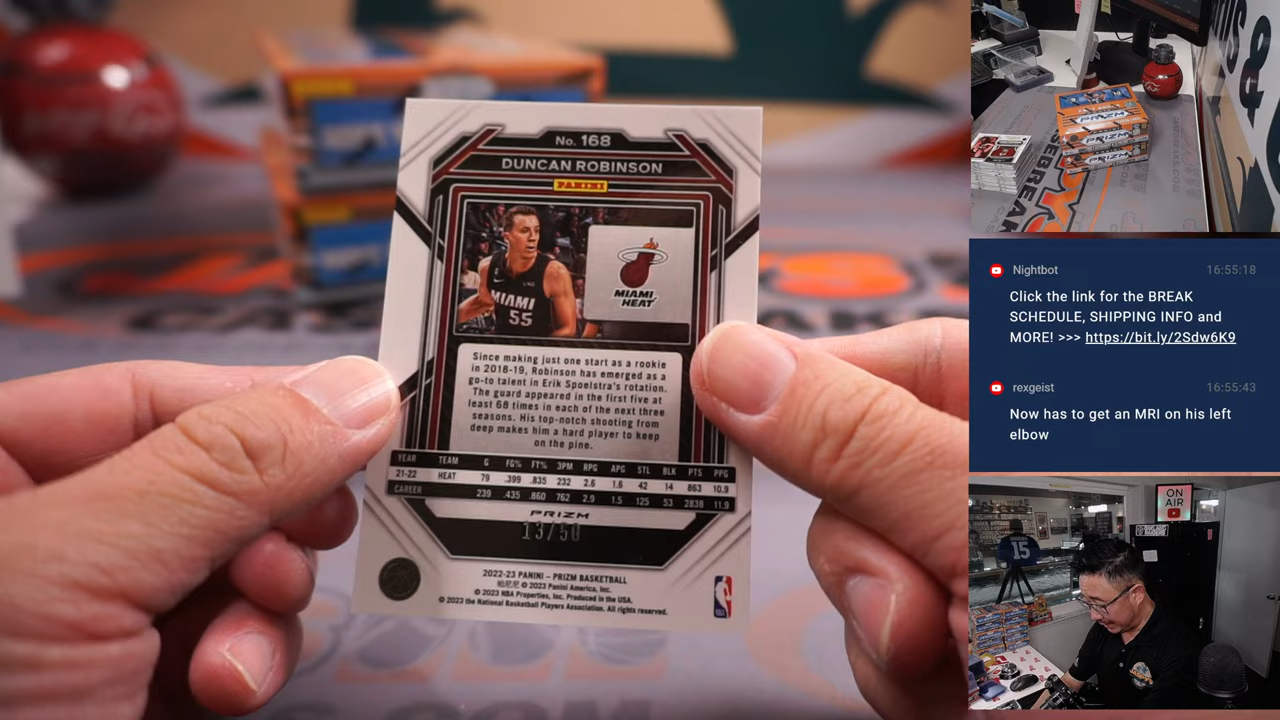 No. 168
DUNCAN ROBINSON
PANINI
MIAMI
55
MIAMI
HEAT
Since making just one start as a rookie
in 2018-19, Robinson has emerged as a
go-to talent in Erik Spoelstra's rotation.
The guard appeared in the first five at
least 68 times in each of the next three
seasons. His top-notch shooting from
deep makes him a hard player to keep
on the pine.
YEAR TEAM G FG% FT% 3PM RPG APG STL BLK PTS PPG
21-22 HEAT 79 .399 .835 232 2.6 1.6 42 14 863 10.9
CAREER 239 .435 .860 762 2.9 1.5 125 53 2838 11.9
PRIZM
13/50
2022-23 PANINI – PRIZM BASKETBALL
© 2023 Panini America, Inc.
© 2023 NBA Properties, Inc. Produced in the USA.
© 2023 the National Basketball Players Association. All rights reserved.
PRIZM
PRIZM
PRIZM
&
Nightbot 16:55:18
Click the link for the BREAK
SCHEDULE, SHIPPING INFO and
MORE! >>> https://bit.ly/2Sdw6K9
rexgeist 16:55:43
Now has to get an MRI on his left
elbow
ON
AIR
15